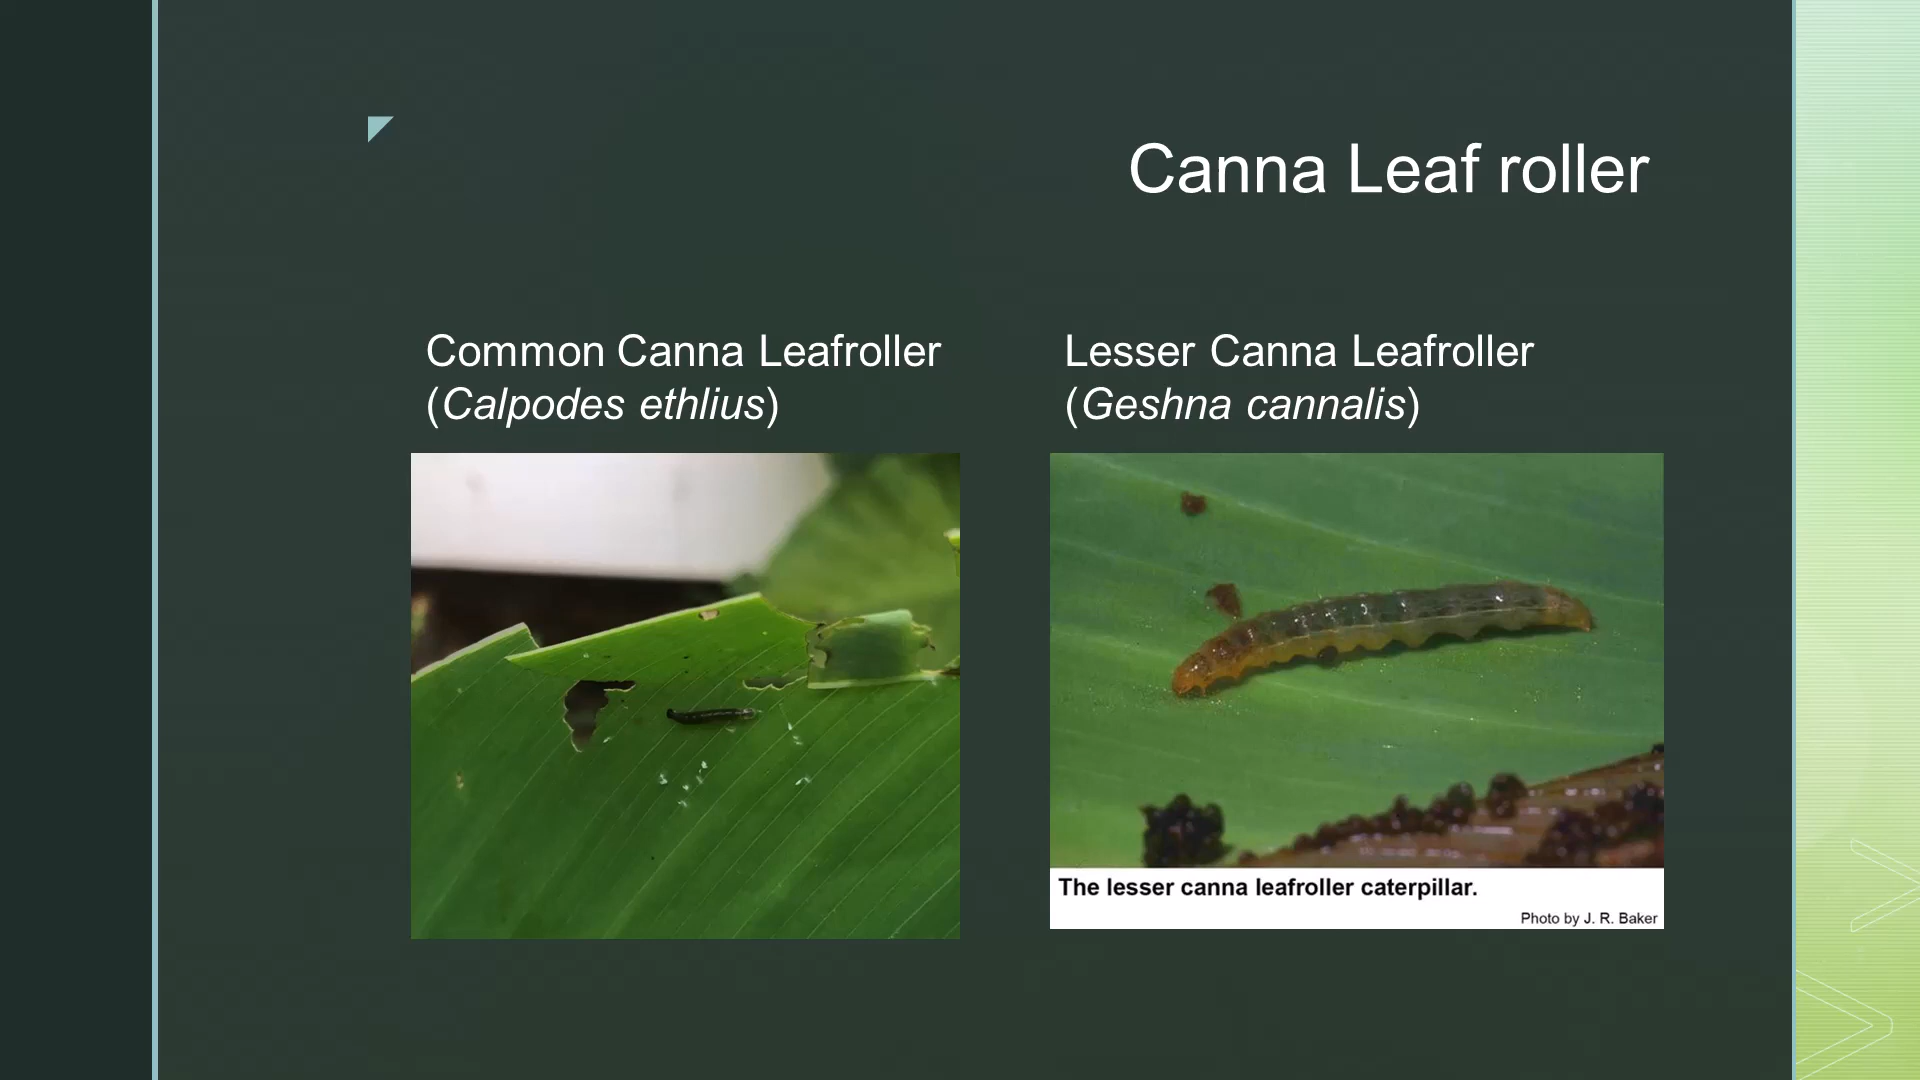 Canna Leaf roller
Common Canna Leafroller
(Calpodes ethlius)
Lesser Canna Leafroller
(Geshna cannalis)
The lesser canna leafroller caterpillar.
Photo by J. R. Baker